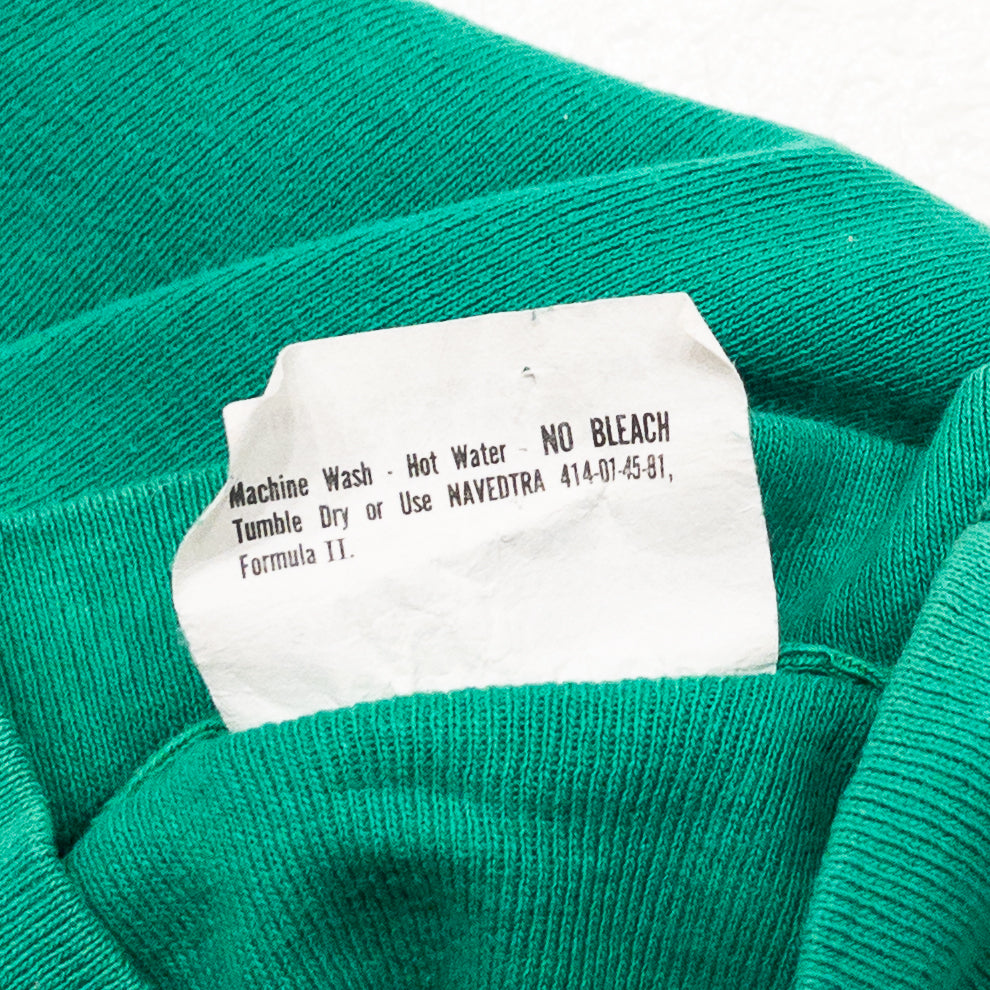 Machine Wash - Hot Water - NO BLEACH
Tumble Dry or Use NAVEDTRA 414-01-45-81,
Formula II.